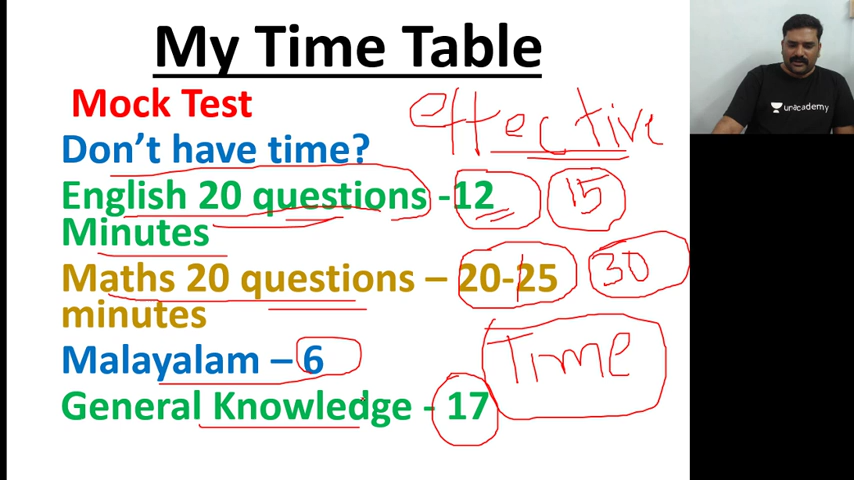 My Time Table
Mock Test
effective
Don't have time?
English 20 questions -12 15
Minutes
Maths 20 questions – 20-25 30
minutes
Malayalam – 6
Time
General Knowledge - 17
unacademy